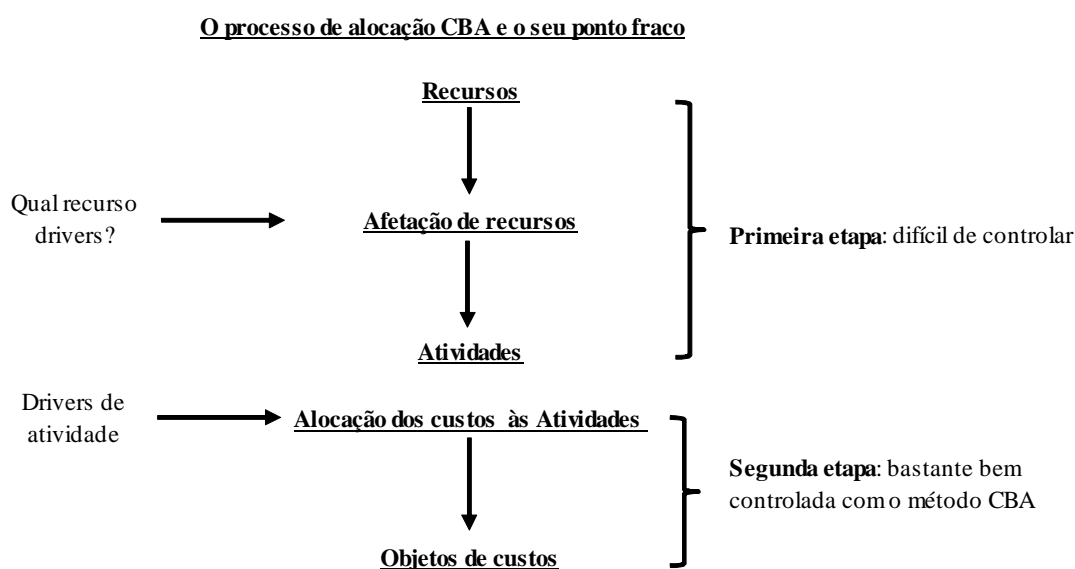 O processo de alocação CBA e o seu ponto fraco
Recursos
Qual recurso
drivers?
Afetação de recursos
Primeira etapa: difícil de controlar
Atividades
Drivers de
atividade
Alocação dos custos às Atividades
Segunda etapa: bastante bem
controlada com o método CBA
Objetos de custos